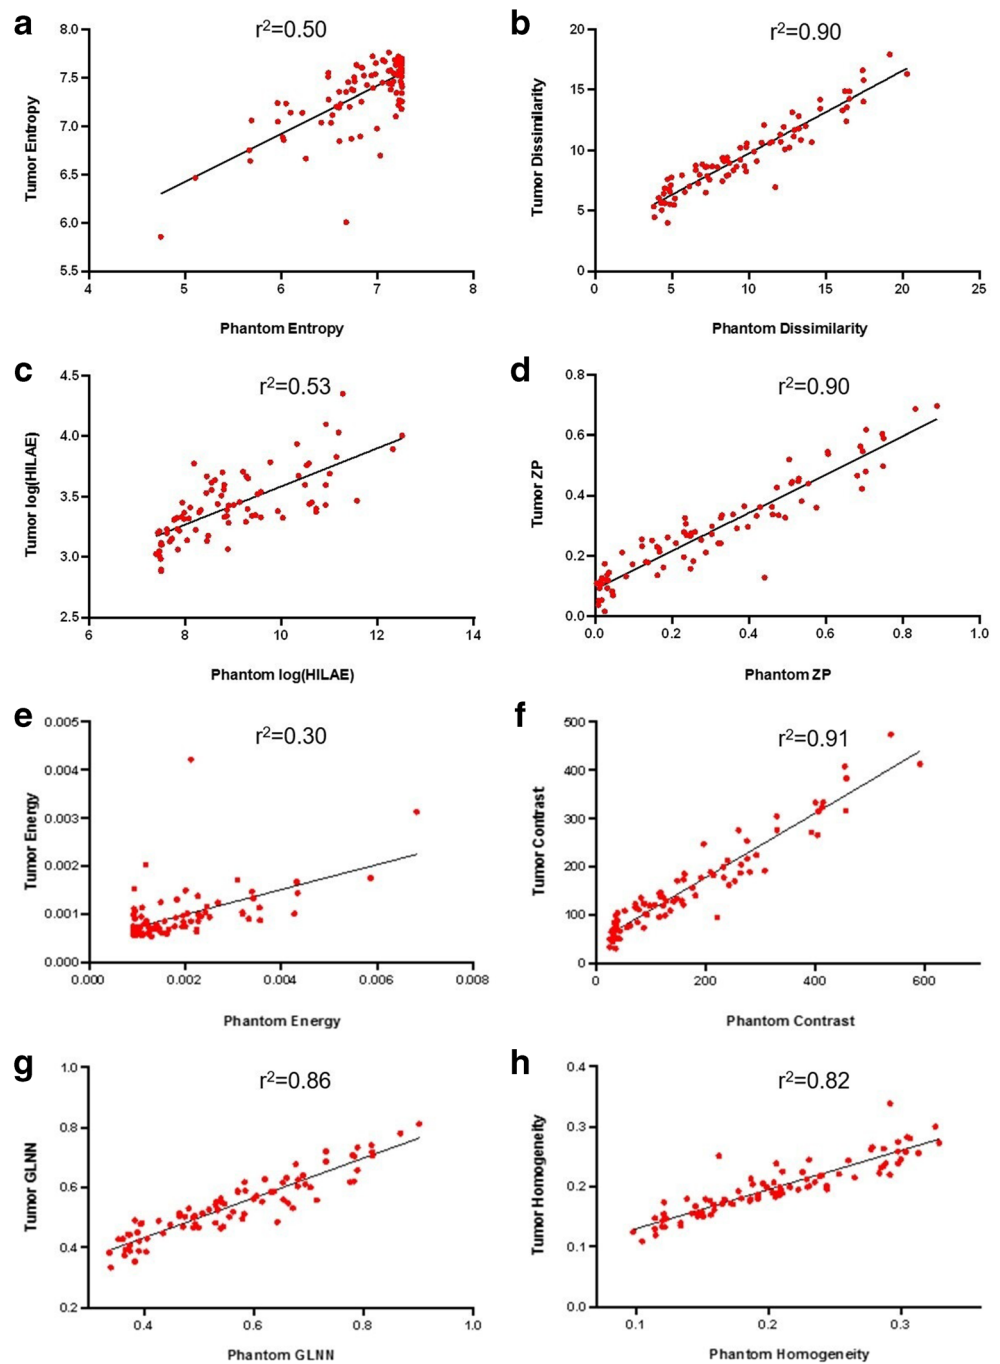 a
r²=0.50
8.0
7.5
7.0
6.5
6.0
5.5
Tumor Entropy
4 5 6 7 8
Phantom Entropy
b
r²=0.90
20
15
10
5
0
Tumor Dissimilarity
0 5 10 15 20 25
Phantom Dissimilarity
c
r²=0.53
4.5
4.0
3.5
3.0
2.5
Tumor log(HILAE)
6 8 10 12 14
Phantom log(HILAE)
d
r²=0.90
0.8
0.6
0.4
0.2
0.0
Tumor ZP
0.0 0.2 0.4 0.6 0.8 1.0
Phantom ZP
e
r²=0.30
0.005
0.004
0.003
0.002
0.001
0.000
Tumor Energy
0.000 0.002 0.004 0.006 0.008
Phantom Energy
f
r²=0.91
500
400
300
200
100
0
Tumor Contrast
0 200 400 600
Phantom Contrast
g
r²=0.86
1.0
0.8
0.6
0.4
0.2
Tumor GLNN
0.4 0.6 0.8 1.0
Phantom GLNN
h
r²=0.82
0.4
0.3
0.2
0.1
0.0
Tumor Homogeneity
0.1 0.2 0.3
Phantom Homogeneity